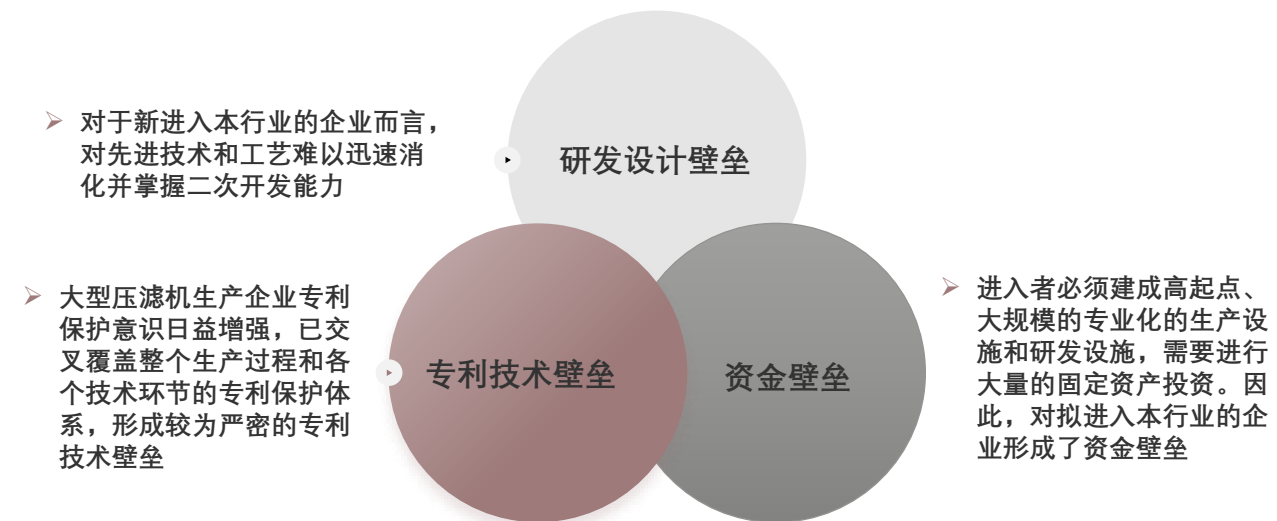 对于新进入本行业的企业而言，
对先进技术和工艺难以迅速消
化并掌握二次开发能力
研发设计壁垒
大型压滤机生产企业专利
保护意识日益增强，已交
叉覆盖整个生产过程和各
个技术环节的专利保护体
系，形成较为严密的专利
技术壁垒
专利技术壁垒
资金壁垒
进入者必须建成高起点、
大规模的专业化的生产设
施和研发设施，需要进行
大量的固定资产投资。因
此，对拟进入本行业的企
业形成了资金壁垒